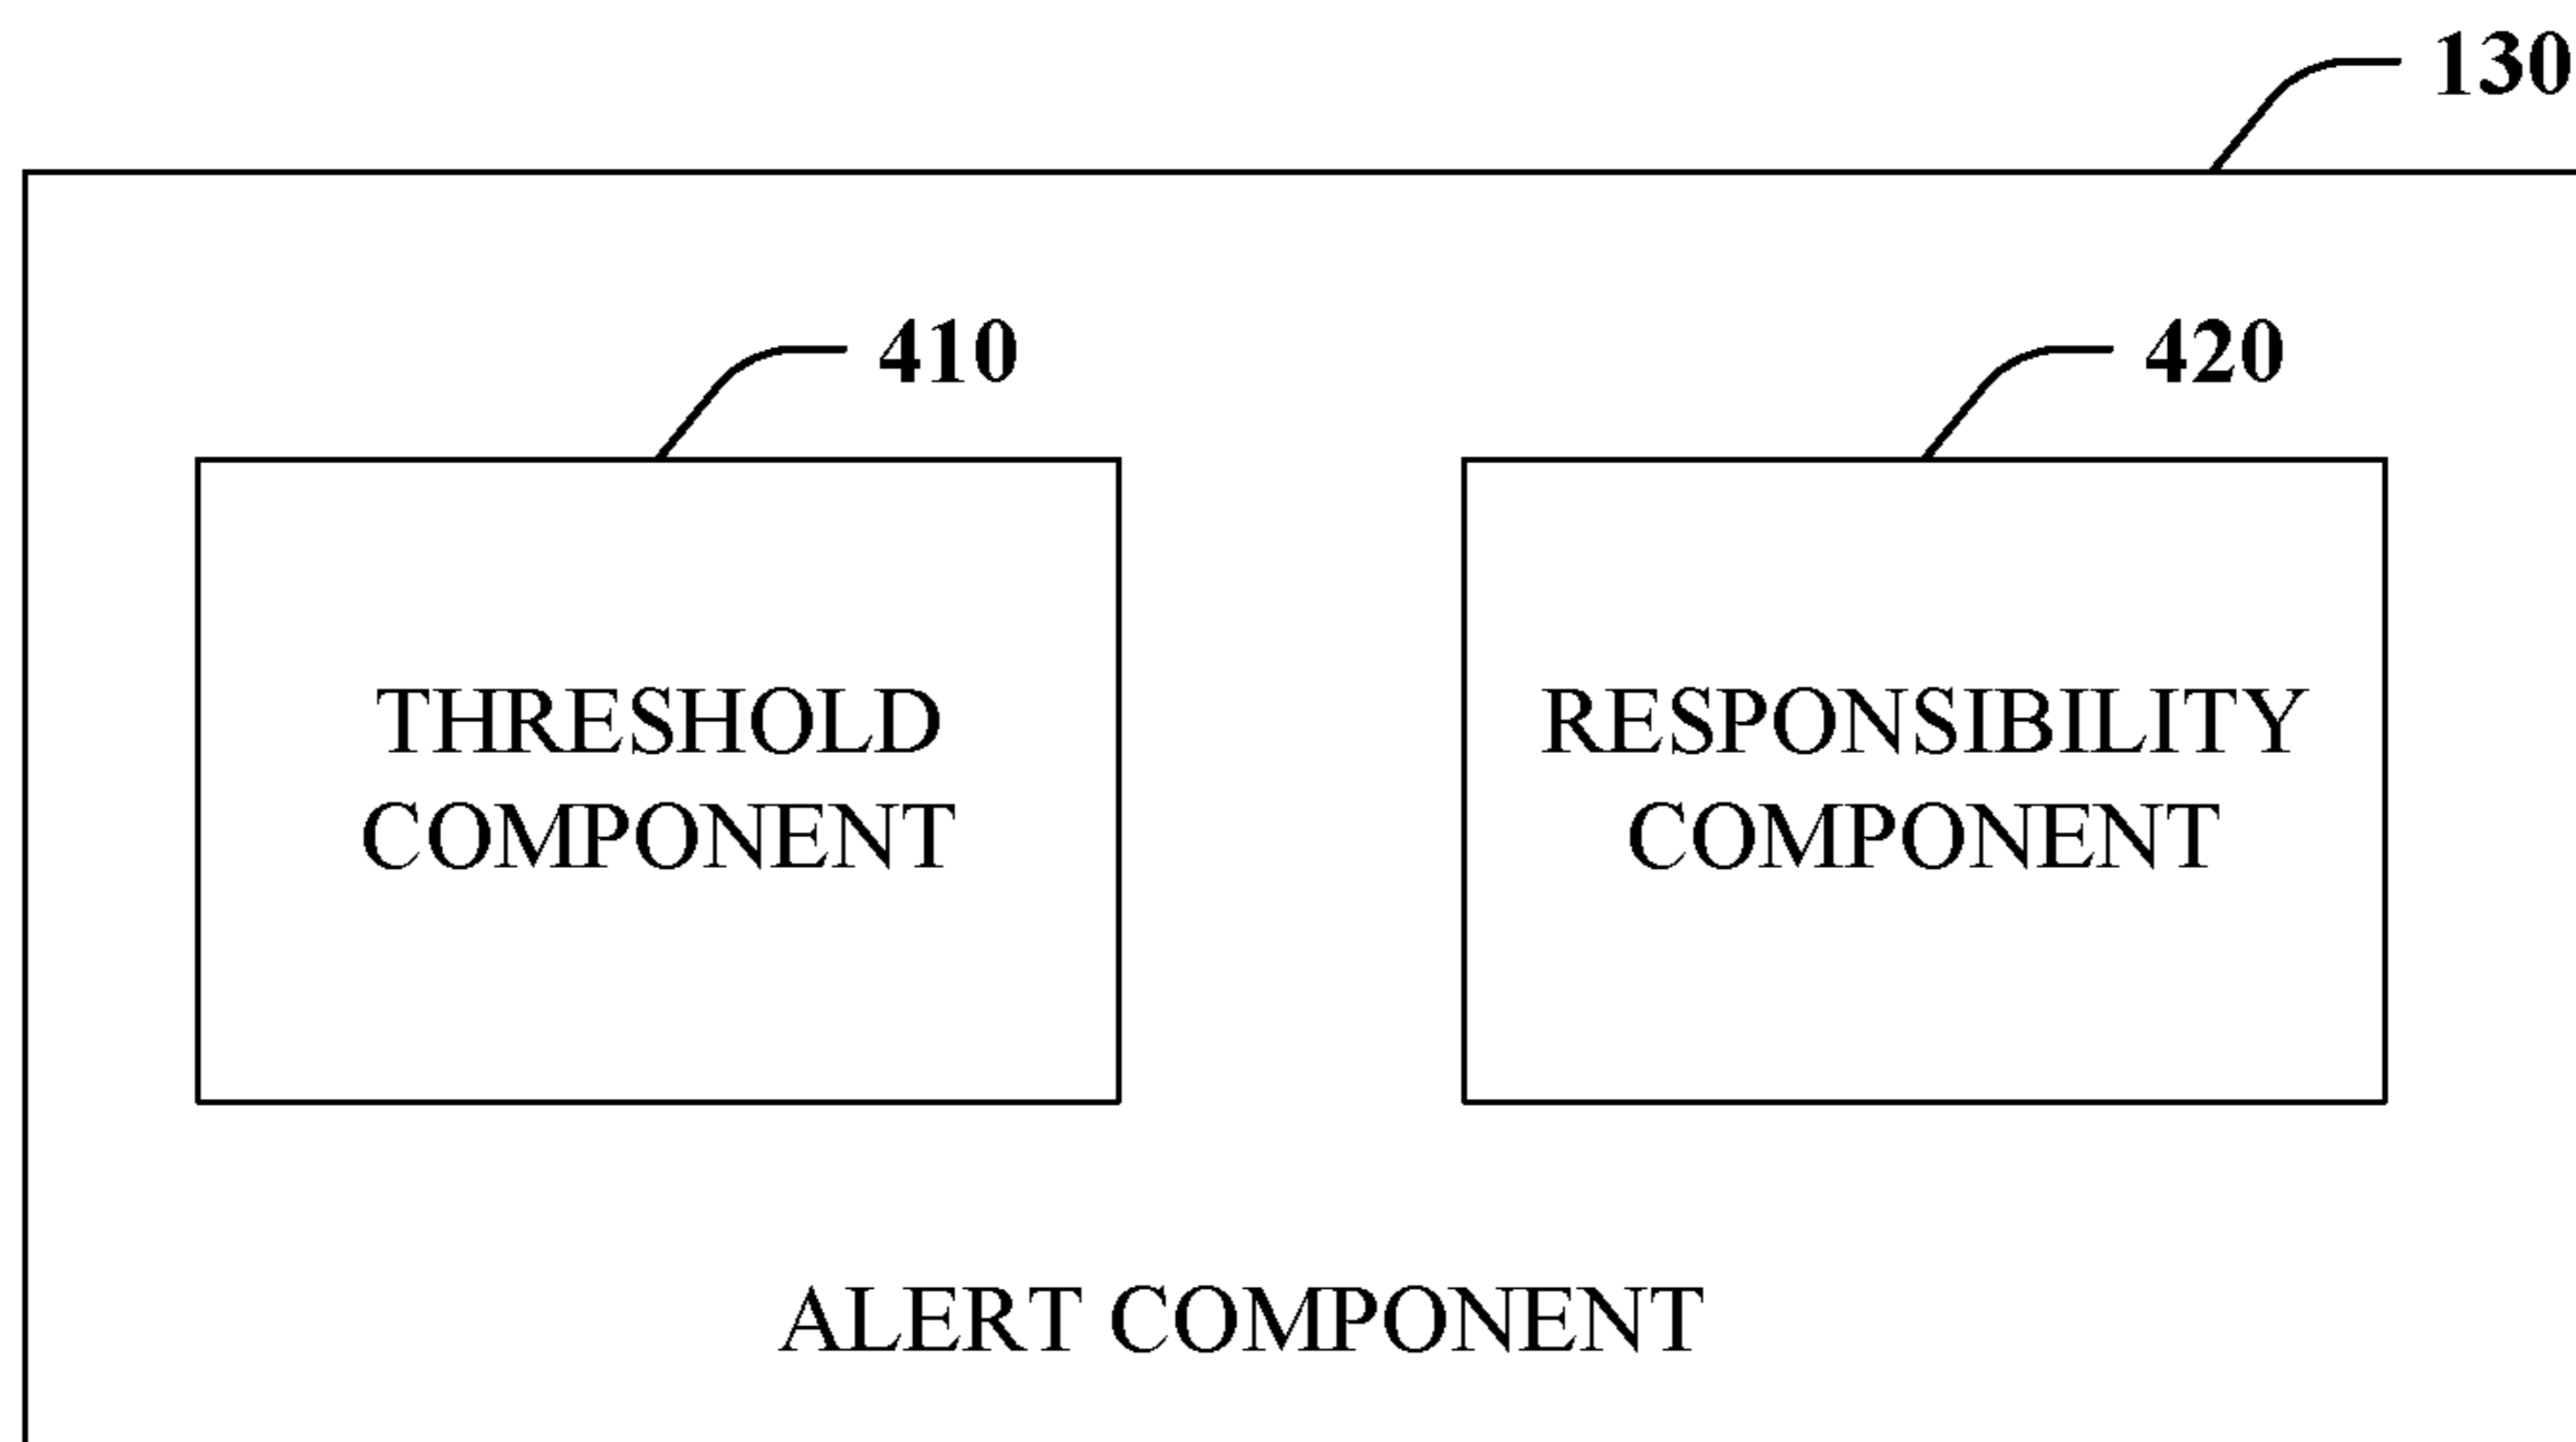 130
410
420
THRESHOLD
COMPONENT
RESPONSIBILITY
COMPONENT
ALERT COMPONENT